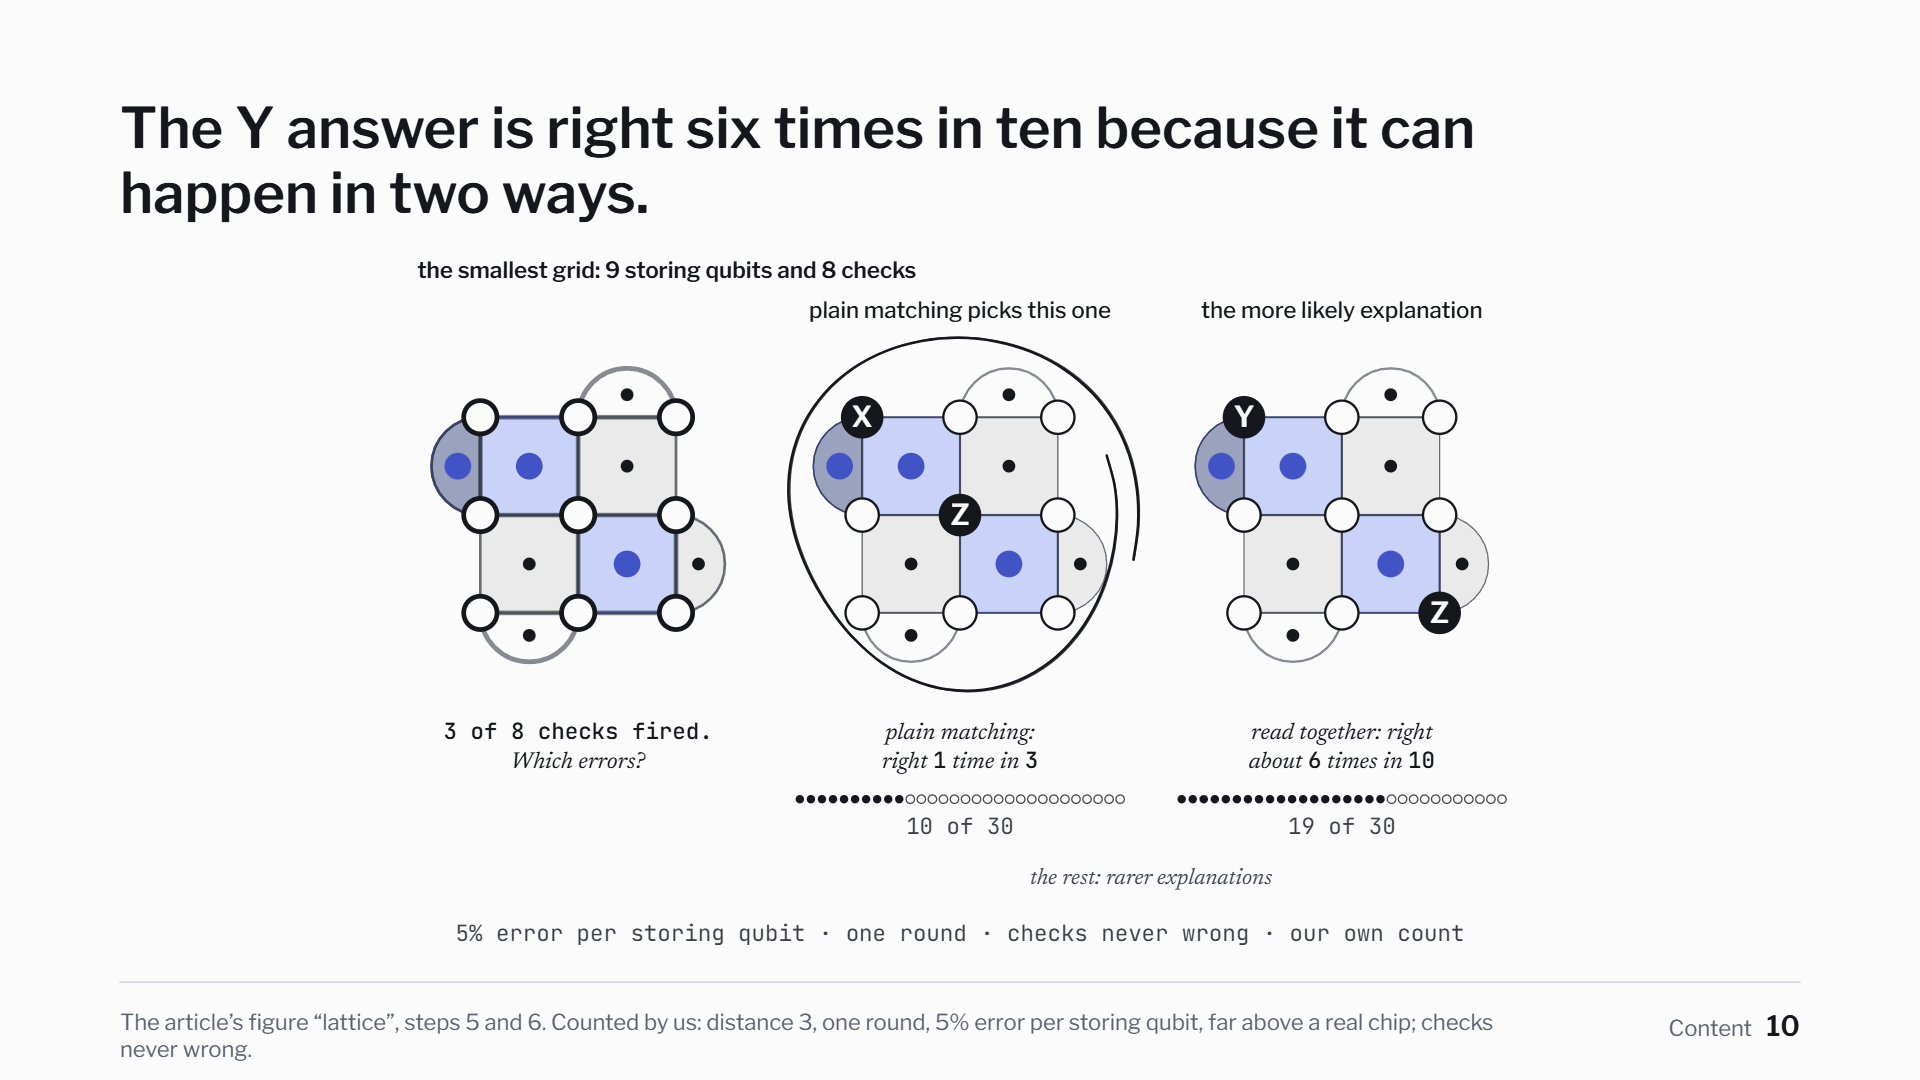 The Y answer is right six times in ten because it can
happen in two ways.
the smallest grid: 9 storing qubits and 8 checks
plain matching picks this one
the more likely explanation
X
Z
Y
Z
3 of 8 checks fired.
Which errors?
plain matching:
right 1 time in 3
10 of 30
read together: right
about 6 times in 10
19 of 30
the rest: rarer explanations
5% error per storing qubit · one round · checks never wrong · our own count
The article’s figure “lattice”, steps 5 and 6. Counted by us: distance 3, one round, 5% error per storing qubit, far above a real chip; checks
never wrong.
Content 10